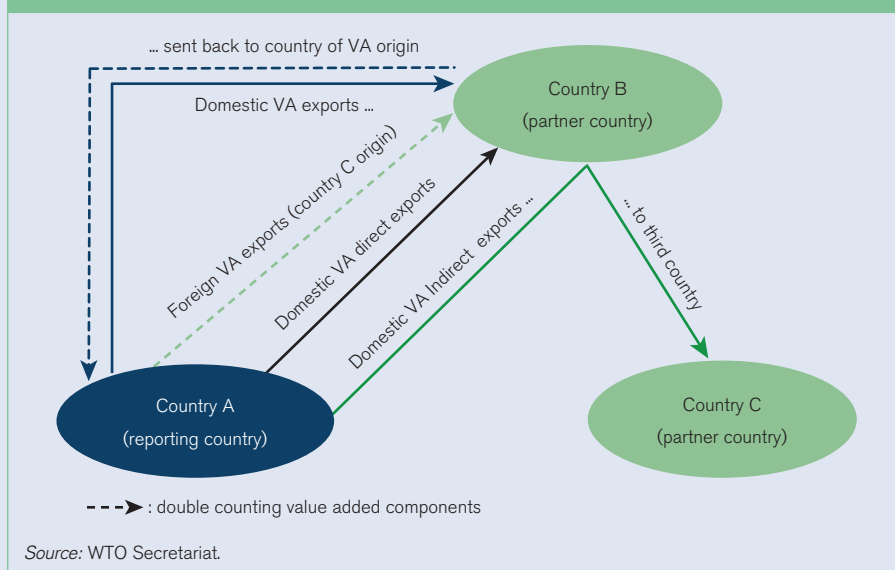 ... sent back to country of VA origin
Domestic VA exports ...
Country B
(partner country)
Foreign VA exports (country C origin)
Domestic VA direct exports
Domestic VA Indirect exports ...
... to third country
Country A
(reporting country)
Country C
(partner country)
: double counting value added components
Source: WTO Secretariat.